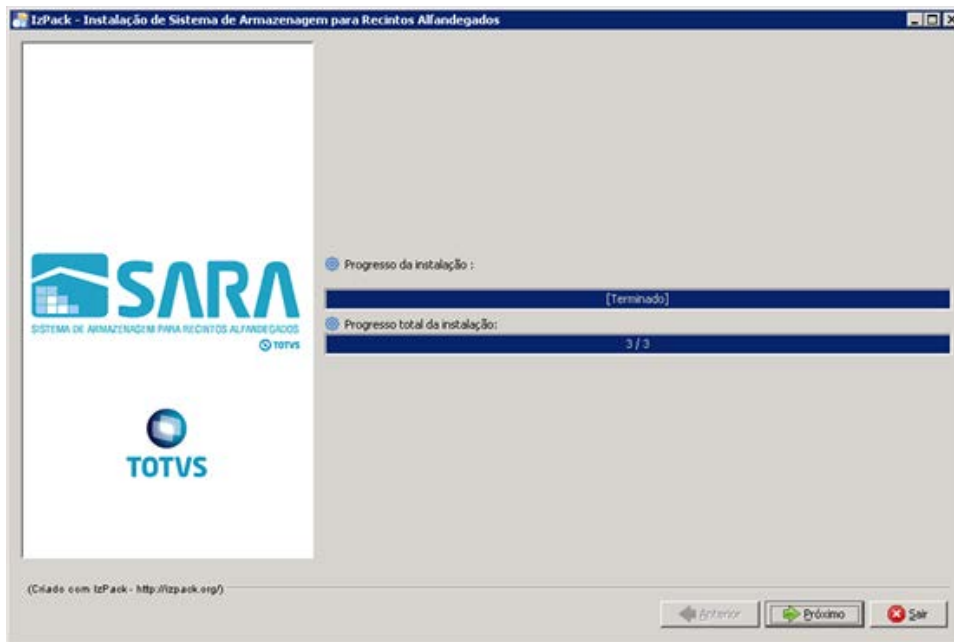 IzPack - Instalação de Sistema de Armazenagem para Recintos Alfandegados
SARA
SISTEMA DE ARMAZENAGEM PARA RECINTOS ALFANDEGADOS
TOTVS
TOTVS
Progresso da instalação :
[Terminado]
Progresso total da instalação:
3 / 3
(Criado com IzPack - http://izpack.org/)
Anterior
Próximo
Sair